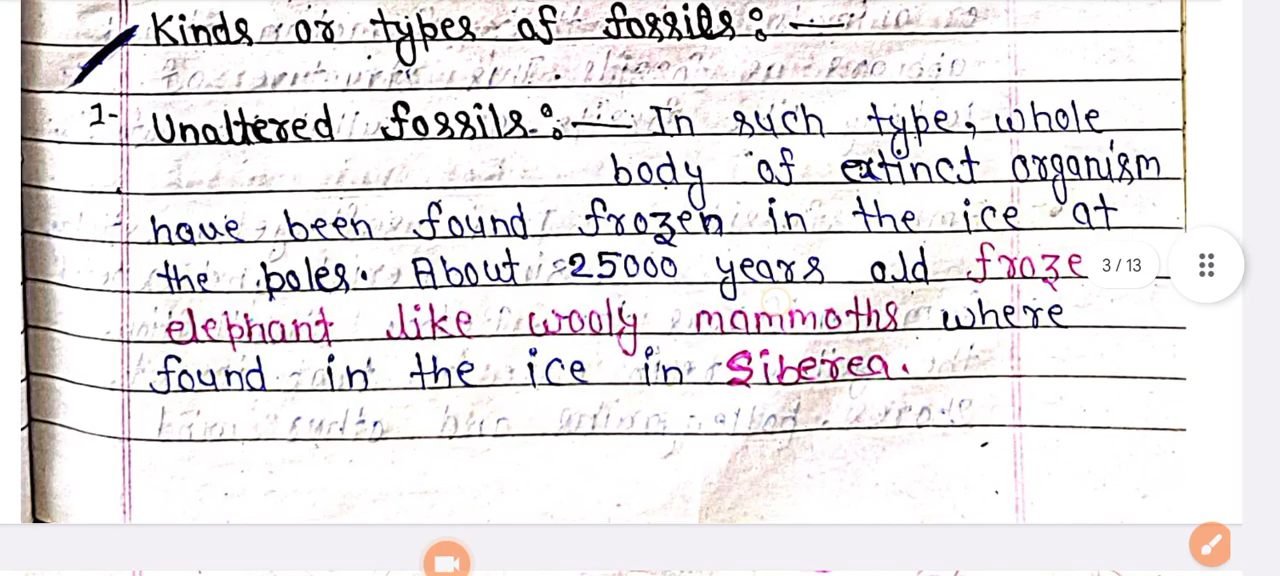 Kinds or types of fossils:—
1- Unaltered fossils:— In such type, whole
body of extinct organism
have been found frozen in the ice at
the poles. About 25000 years old froze
3 / 13
elephant like wooly mammoths where
found in the ice in Siberea.